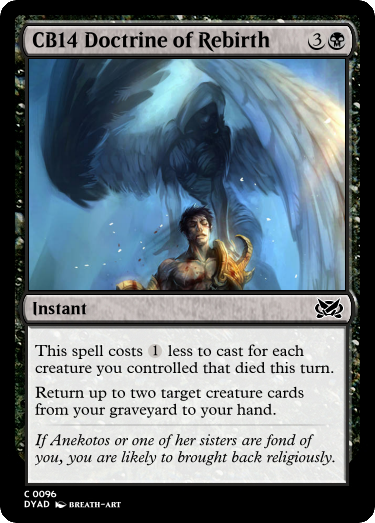 CB14 Doctrine of Rebirth 3
Instant
This spell costs 1 less to cast for each
creature you controlled that died this turn.
Return up to two target creature cards
from your graveyard to your hand.
If Anekotos or one of her sisters are fond of
you, you are likely to brought back religiously.
C 0096
DYAD BREATH-ART